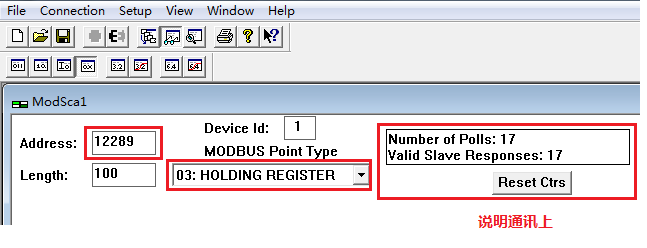 File Connection Setup View Window Help
ModSca1
Address: 12289
Device Id: 1
MODBUS Point Type
Length: 100
03: HOLDING REGISTER
Number of Polls: 17
Valid Slave Responses: 17
Reset Ctrs
说明通讯上